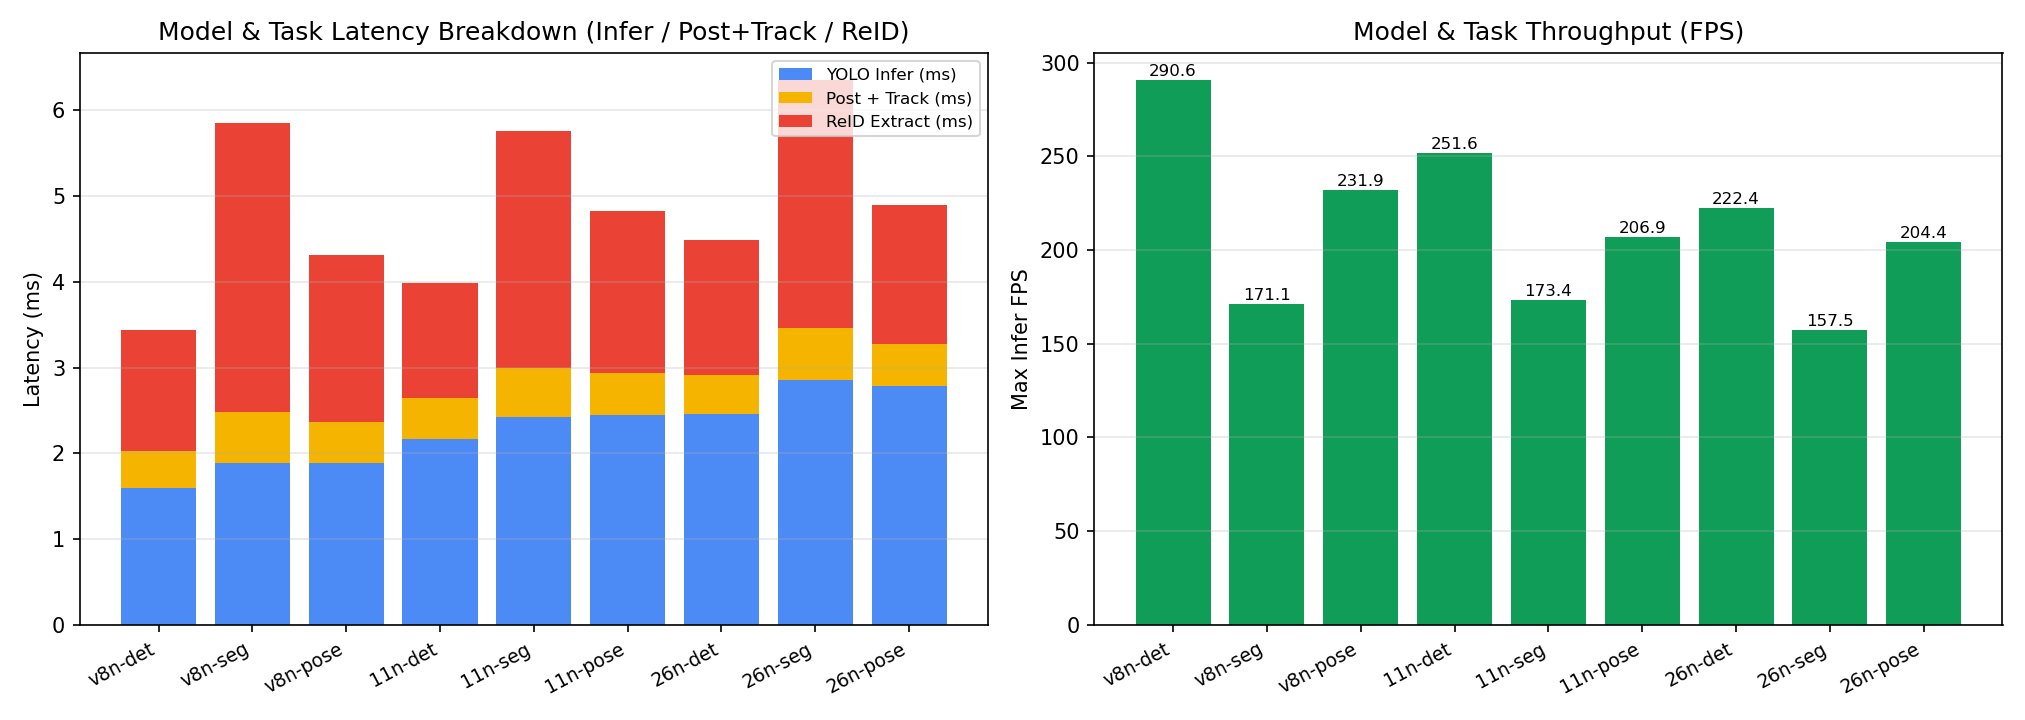 Model & Task Latency Breakdown (Infer / Post+Track / ReID)
YOLO Infer (ms)
Post + Track (ms)
ReID Extract (ms)
Latency (ms)
6
5
4
3
2
1
0
v8n-det
v8n-seg
v8n-pose
11n-det
11n-seg
11n-pose
26n-det
26n-seg
26n-pose
Model & Task Throughput (FPS)
Max Infer FPS
300
250
200
150
100
50
0
290.6
171.1
231.9
251.6
173.4
206.9
222.4
157.5
204.4
v8n-det
v8n-seg
v8n-pose
11n-det
11n-seg
11n-pose
26n-det
26n-seg
26n-pose